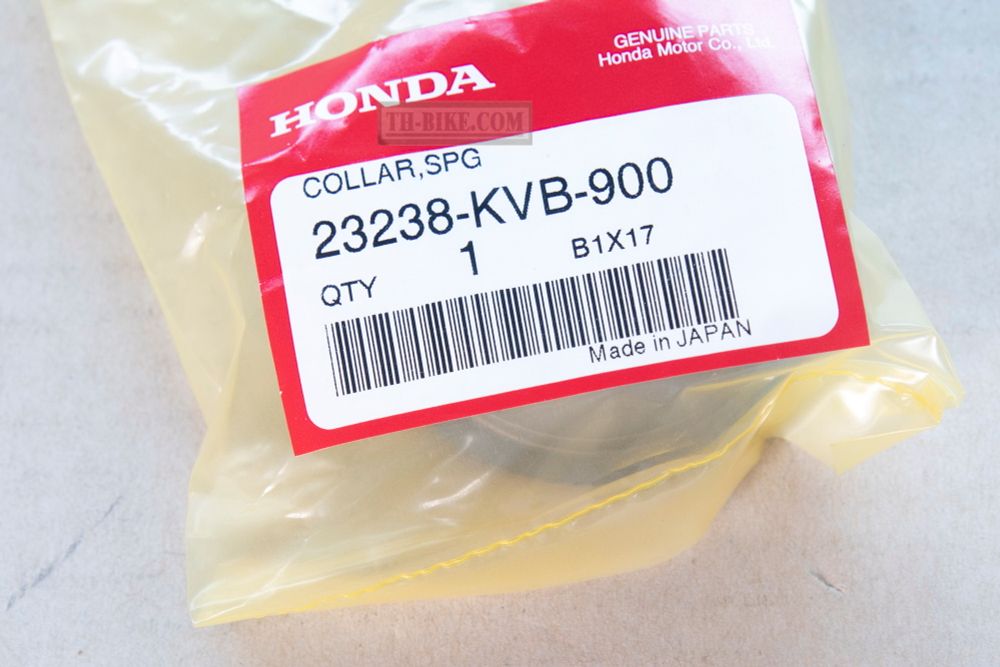 HONDA
GENUINE PARTS
Honda Motor Co., Ltd.
TH-BIKE.COM
COLLAR,SPG
23238-KVB-900
QTY 1 B1X17
Made in JAPAN